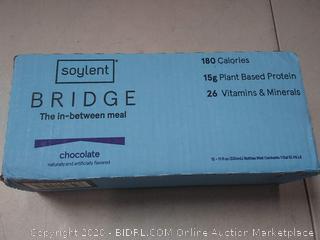 soylent
BRIDGE
The in-between meal
180 Calories
15g Plant Based Protein
26 Vitamins & Minerals
chocolate
naturally and artificially flavored
Copyright © 2020 - BIDRL.COM - Online Auction Marketplace